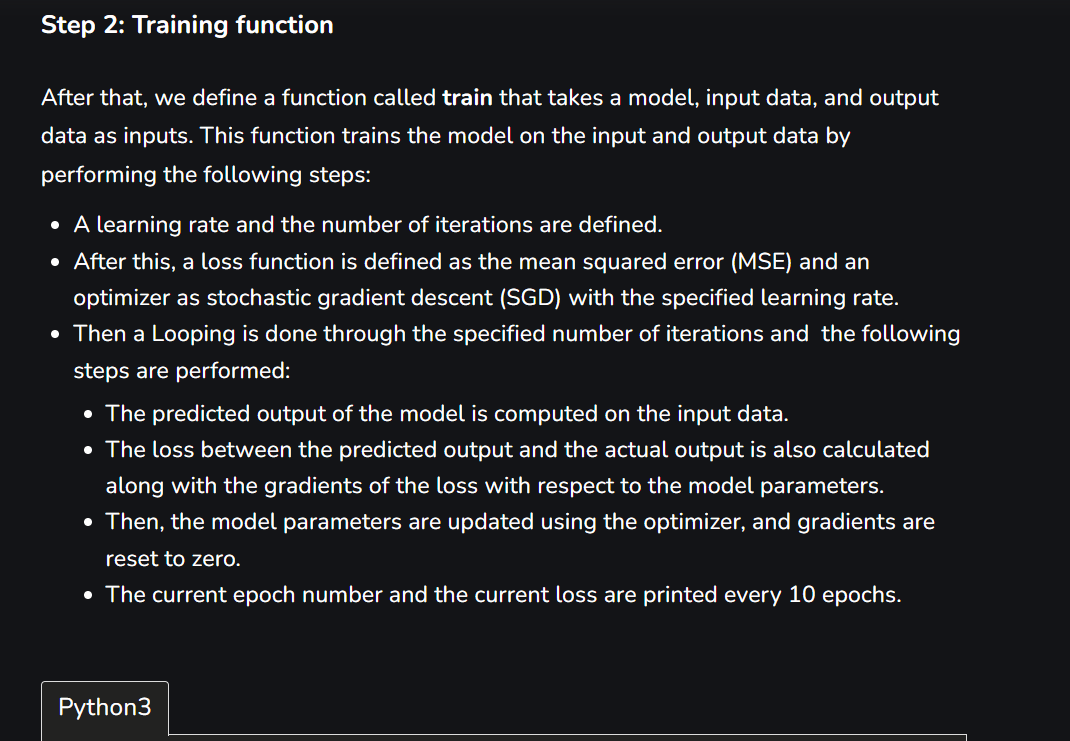 Step 2: Training function
After that, we define a function called train that takes a model, input data, and output
data as inputs. This function trains the model on the input and output data by
performing the following steps:
• A learning rate and the number of iterations are defined.
• After this, a loss function is defined as the mean squared error (MSE) and an
optimizer as stochastic gradient descent (SGD) with the specified learning rate.
• Then a Looping is done through the specified number of iterations and  the following
steps are performed:
• The predicted output of the model is computed on the input data.
• The loss between the predicted output and the actual output is also calculated
along with the gradients of the loss with respect to the model parameters.
• Then, the model parameters are updated using the optimizer, and gradients are
reset to zero.
• The current epoch number and the current loss are printed every 10 epochs.
Python3